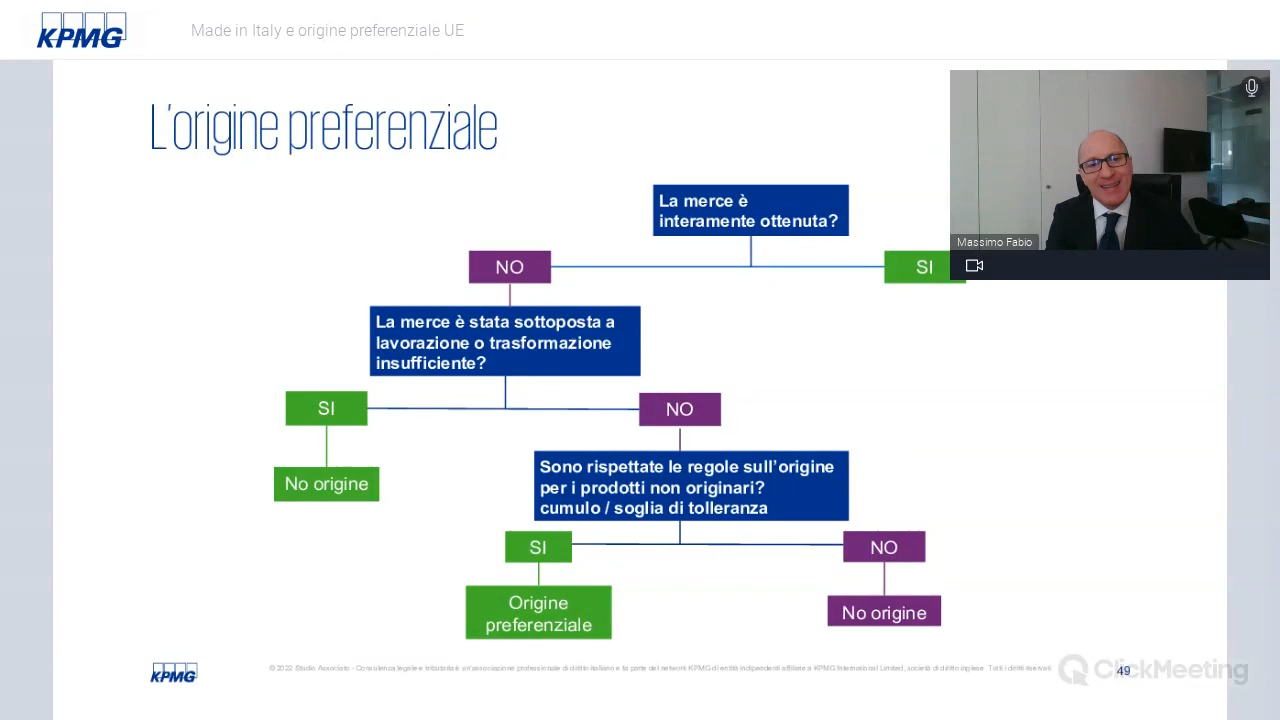 KPMG
Made in Italy e origine preferenziale UE
L'origine preferenziale
La merce è
interamente ottenuta?
Massimo Fabio
NO
SI
La merce è stata sottoposta a
lavorazione o trasformazione
insufficiente?
SI
NO
No origine
Sono rispettate le regole sull'origine
per i prodotti non originari?
cumulo / soglia di tolleranza
SI
NO
Origine
preferenziale
No origine
KPMG
© 2022 Studio Associato - Consulenza legale e tributaria è un'associazione professionale di diritto italiano e fa parte del network KPMG di entità indipendenti affiliate a KPMG International Limited, società di diritto inglese. Tutti i diritti riservati
49
ClickMeeting